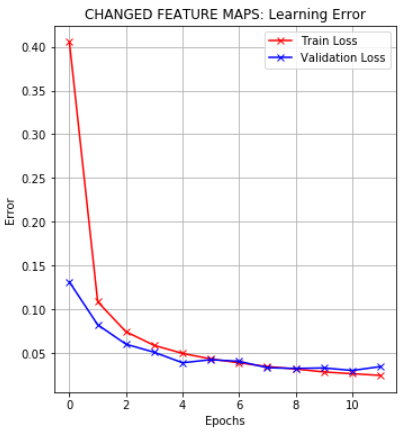 CHANGED FEATURE MAPS: Learning Error
Train Loss
Validation Loss
0.40
0.35
0.30
0.25
0.20
0.15
0.10
0.05
Error
0 2 4 6 8 10
Epochs